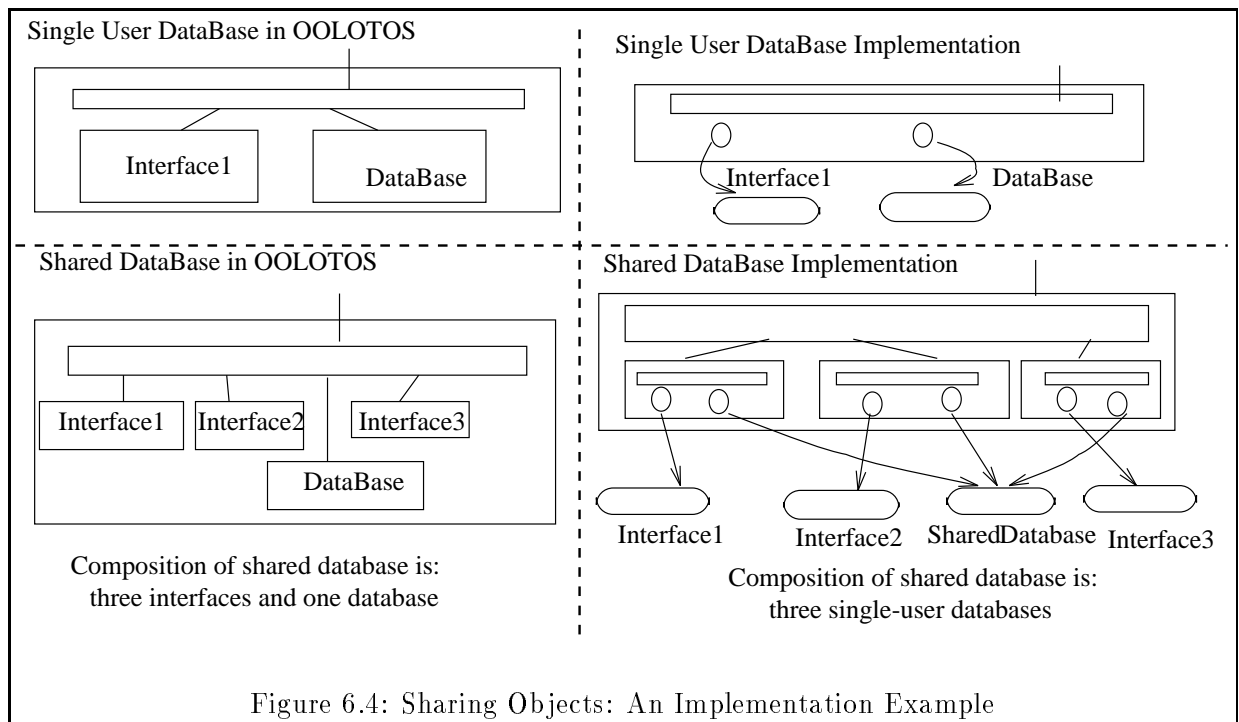 Single User DataBase in OOLOTOS
Interface1
DataBase
Single User DataBase Implementation
Interface1
DataBase
Shared DataBase in OOLOTOS
Interface1
Interface2
Interface3
DataBase
Composition of shared database is:
three interfaces and one database
Shared DataBase Implementation
Interface1
Interface2
SharedDatabase
Interface3
Composition of shared database is:
three single-user databases
Figure 6.4: Sharing Objects: An Implementation Example